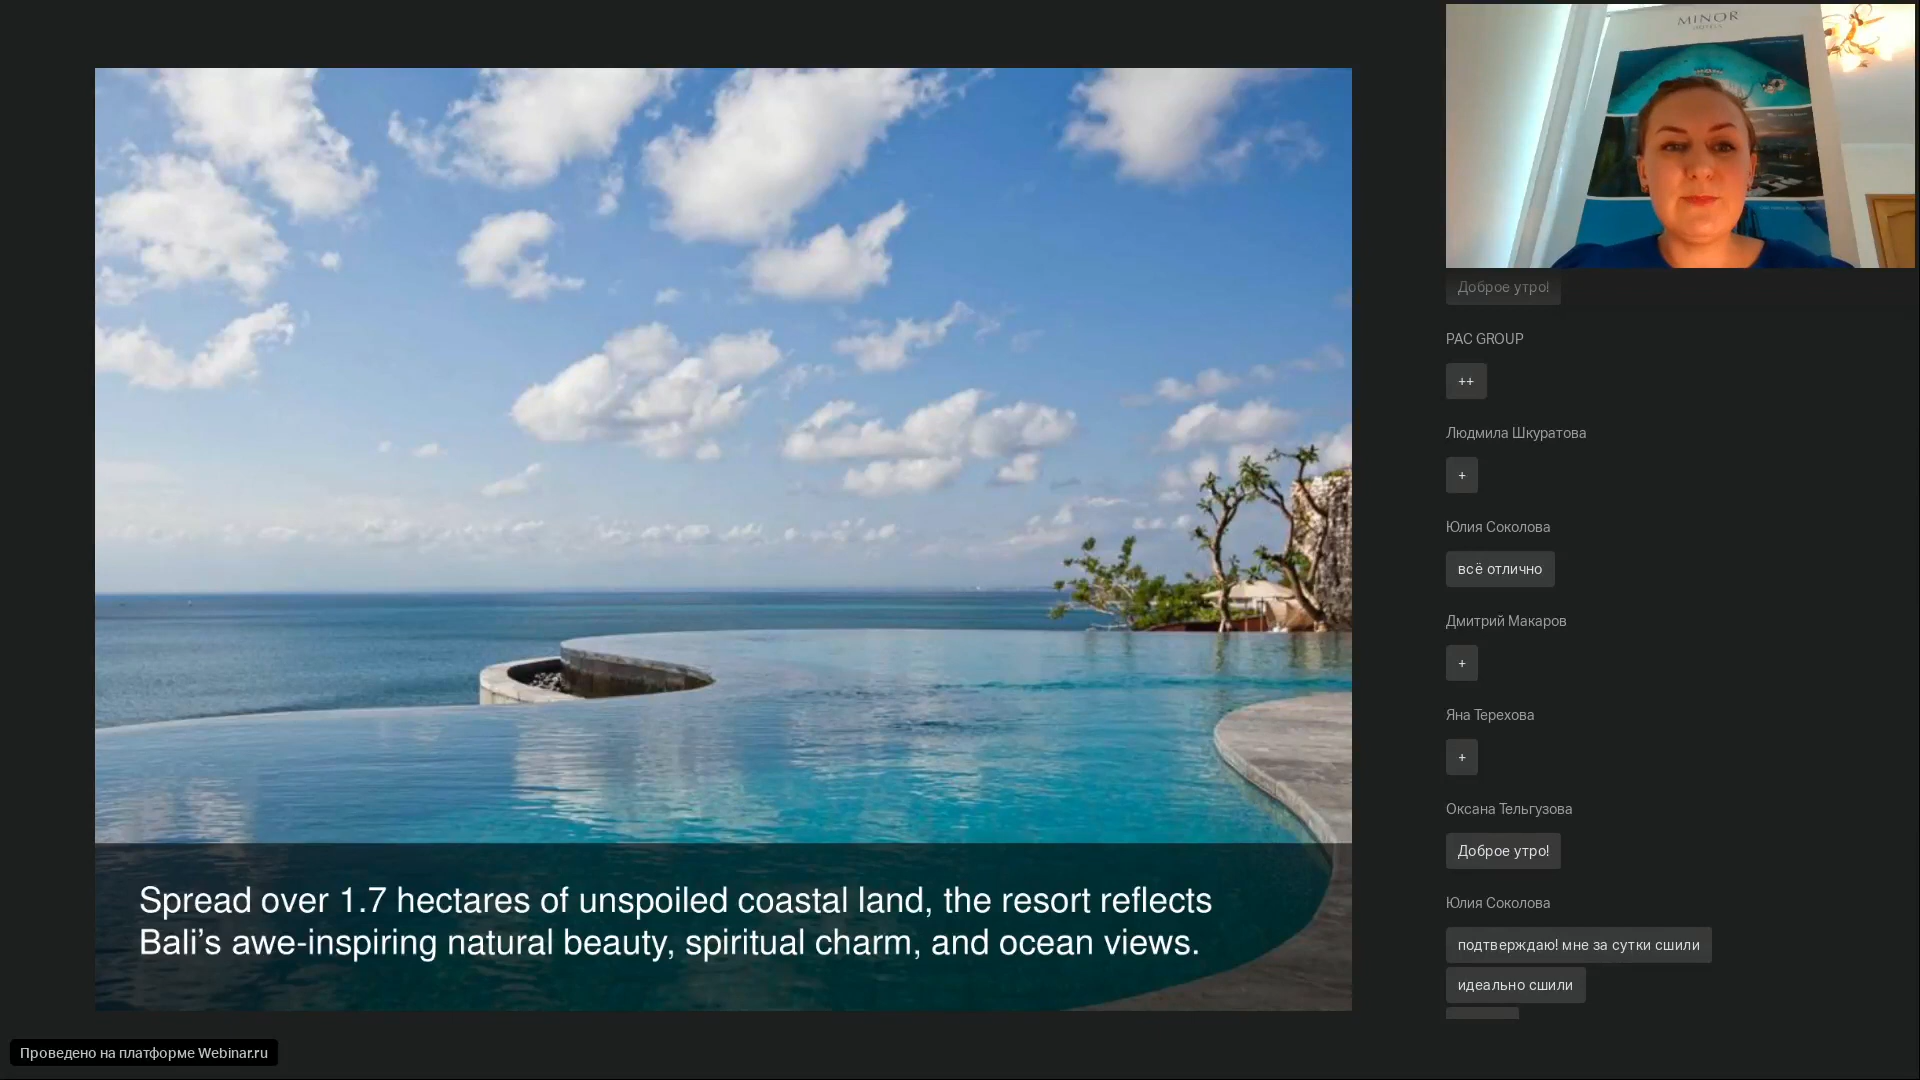 MINOR
HOTELS
Доброе утро!
PAC GROUP
++
Людмила Шкуратова
+
Юлия Соколова
всё отлично
Дмитрий Макаров
+
Яна Терехова
+
Оксана Тельгузова
Доброе утро!
Юлия Соколова
подтверждаю! мне за сутки сшили
идеально сшили
Spread over 1.7 hectares of unspoiled coastal land, the resort reflects
Bali’s awe-inspiring natural beauty, spiritual charm, and ocean views.
Проведено на платформе Webinar.ru